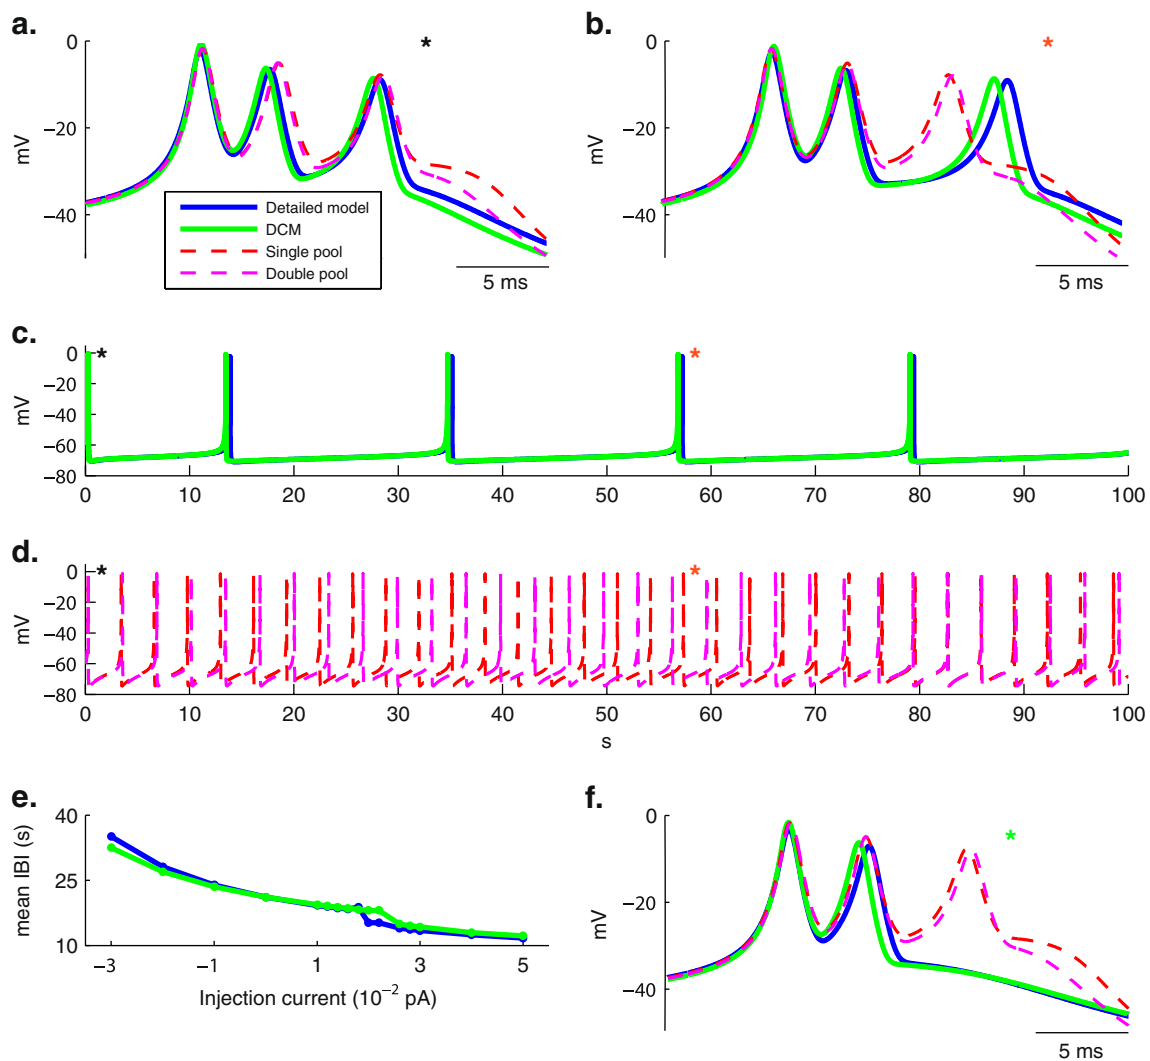 a.
0
−20
−40
mV
*
Detailed model
DCM
Single pool
Double pool
5 ms
b.
0
−20
−40
mV
*
5 ms
c.
0
−20
−40
−60
−80
mV
* *
0 10 20 30 40 50 60 70 80 90 100
d.
0
−20
−40
−60
−80
mV
* *
0 10 20 30 40 50 60 70 80 90 100
s
e.
40
25
10
mean IBI (s)
−3 −1 1 3 5
Injection current (10⁻² pA)
f.
0
−20
−40
mV
*
5 ms